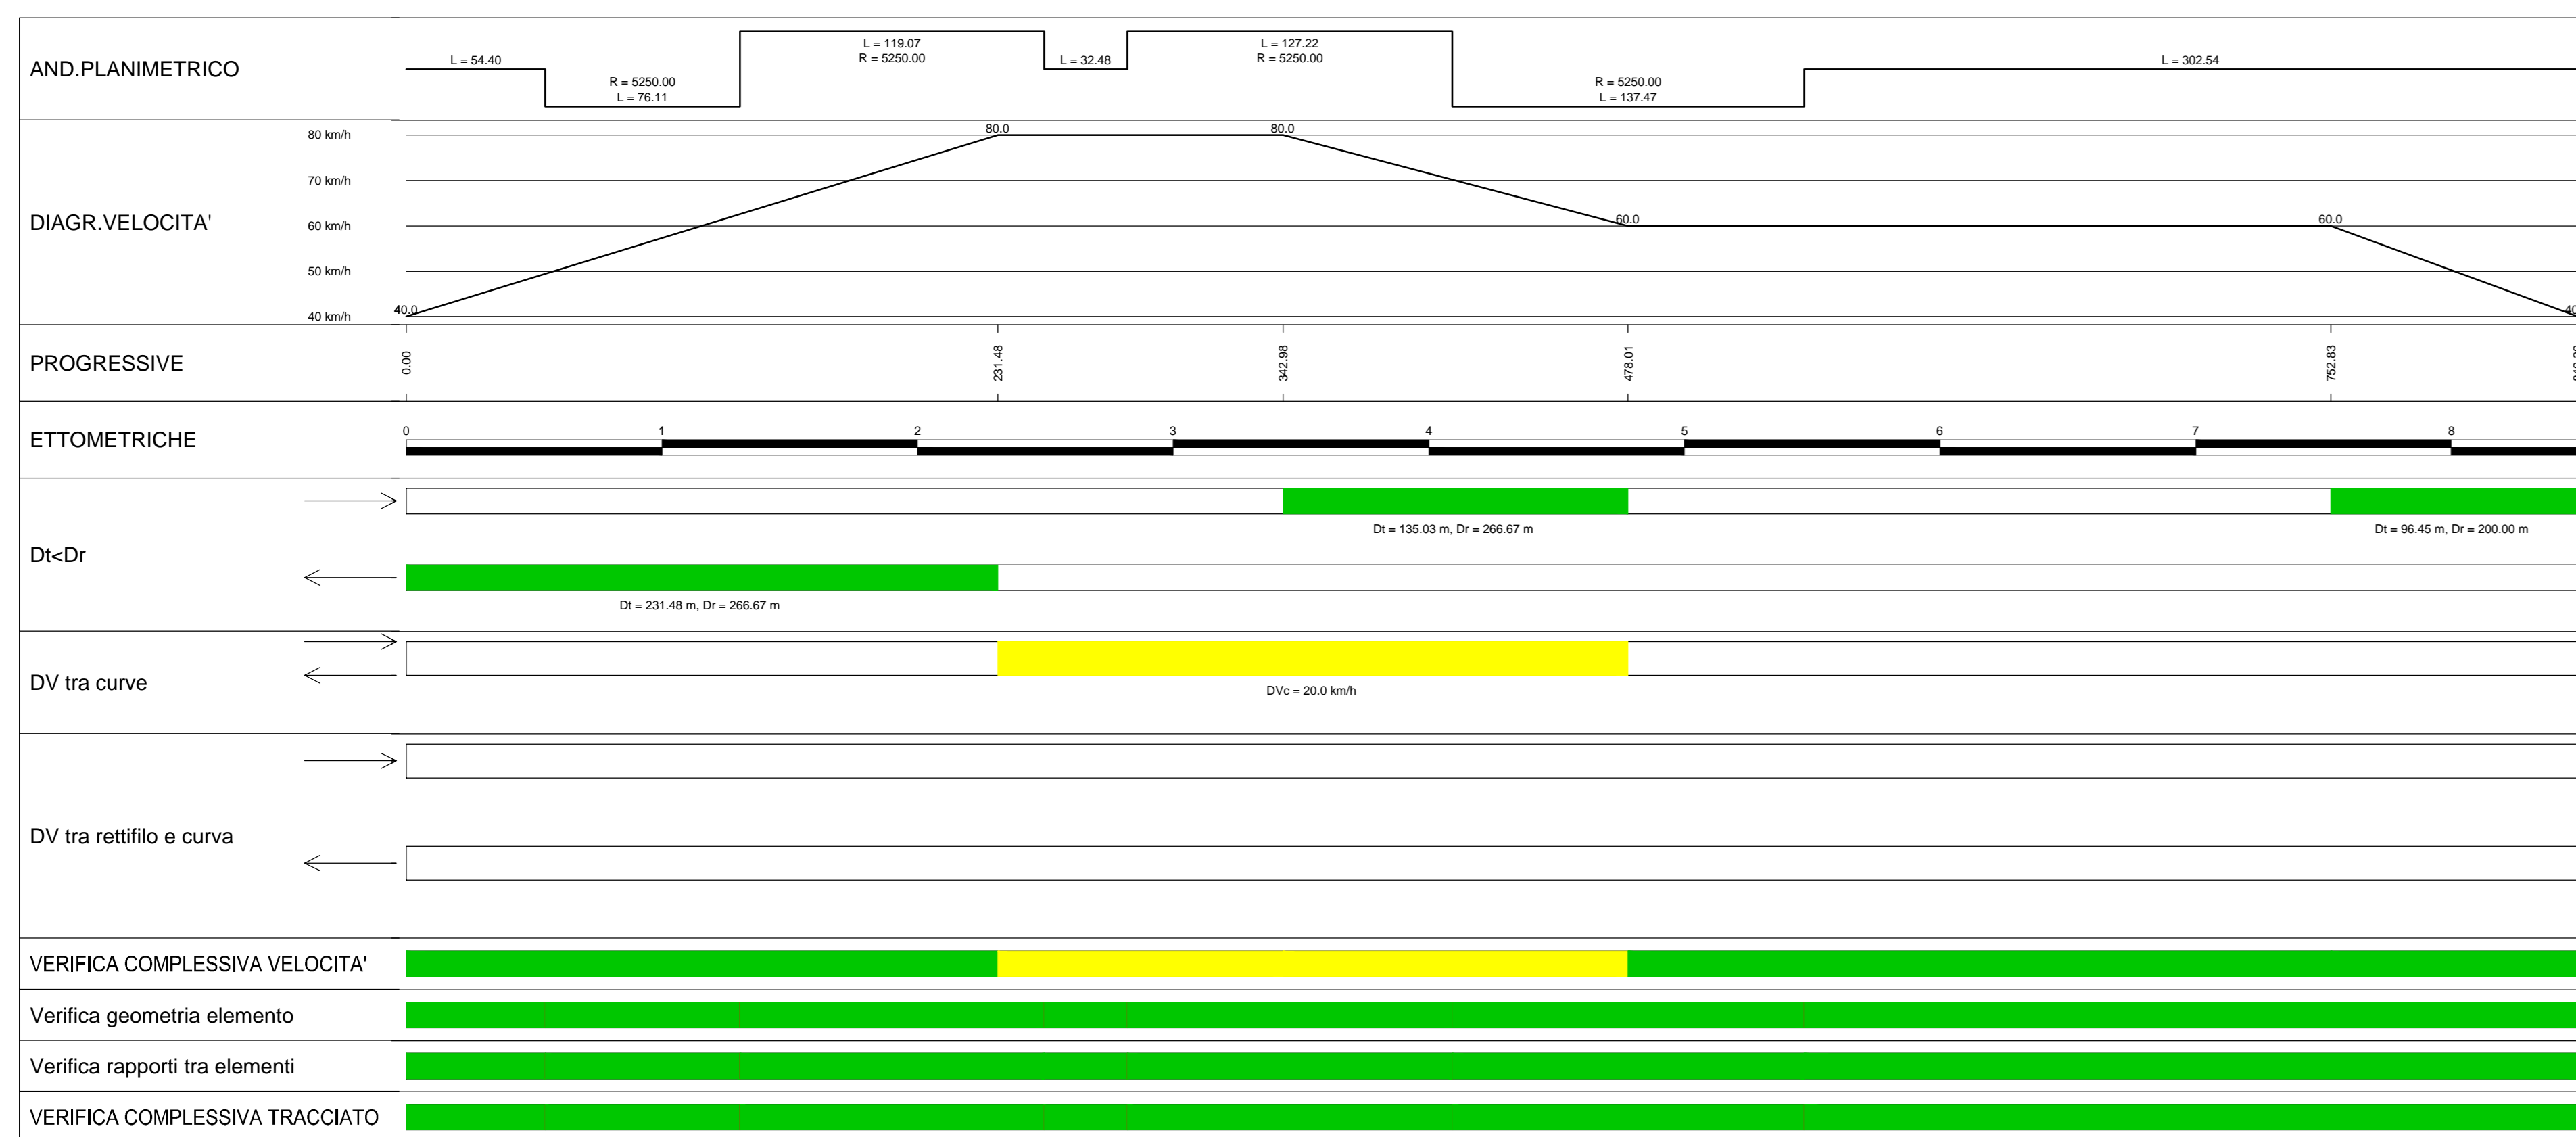 AND.PLANIMETRICO
L = 54.40
R = 5250.00
L = 76.11
L = 119.07
R = 5250.00
L = 32.48
L = 127.22
R = 5250.00
R = 5250.00
L = 137.47
L = 302.54
DIAGR.VELOCITA'
80 km/h
70 km/h
60 km/h
50 km/h
40 km/h
40.0
80.0
80.0
60.0
60.0
40
PROGRESSIVE
0.00
231.48
342.98
478.01
752.83
ETTOMETRICHE
0 1 2 3 4 5 6 7 8
Dt<Dr
Dt = 135.03 m, Dr = 266.67 m
Dt = 96.45 m, Dr = 200.00 m
Dt = 231.48 m, Dr = 266.67 m
DV tra curve
DVc = 20.0 km/h
DV tra rettifilo e curva
VERIFICA COMPLESSIVA VELOCITA'
Verifica geometria elemento
Verifica rapporti tra elementi
VERIFICA COMPLESSIVA TRACCIATO